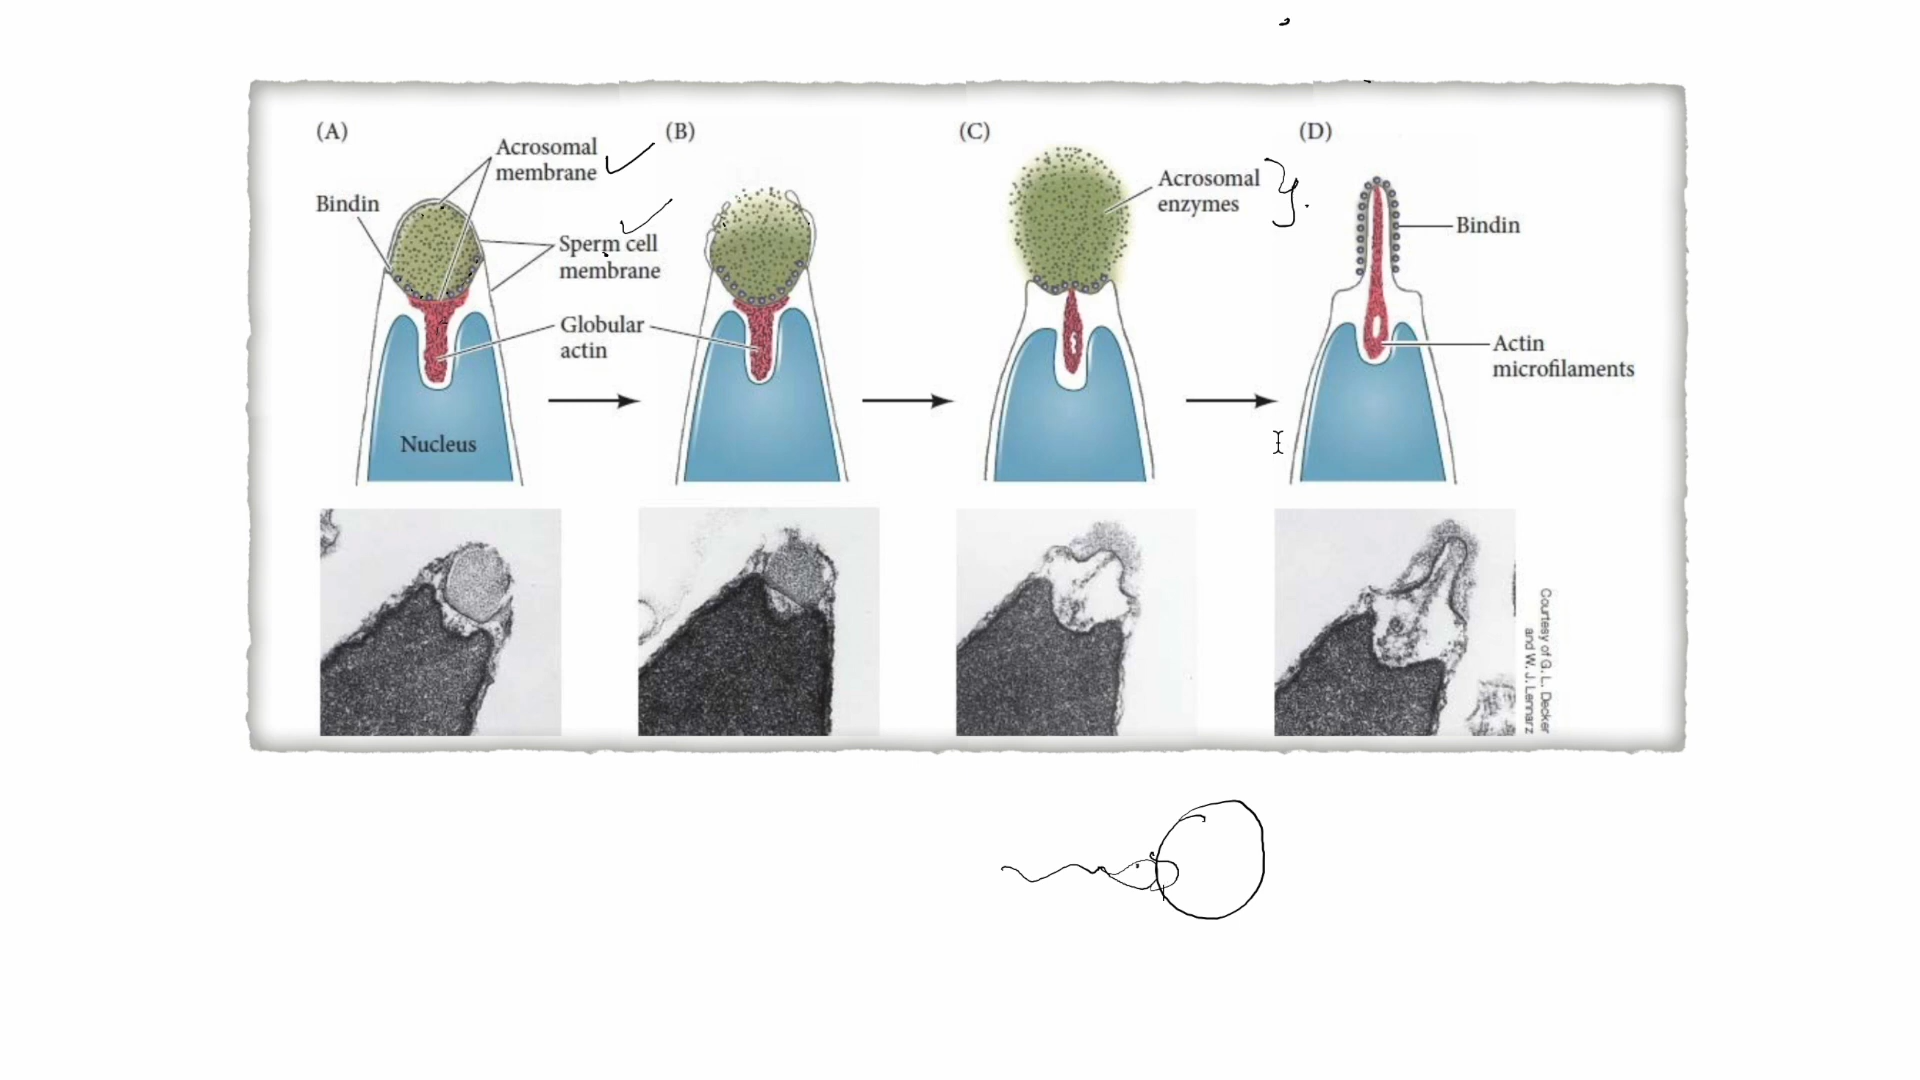 (A)
Acrosomal
membrane
Bindin
Sperm cell
membrane
Globular
actin
Nucleus
(B)
(C)
Acrosomal
enzymes
(D)
Bindin
Actin
microfilaments
Courtesy of G. L. Decker
and W. J. Lennarz